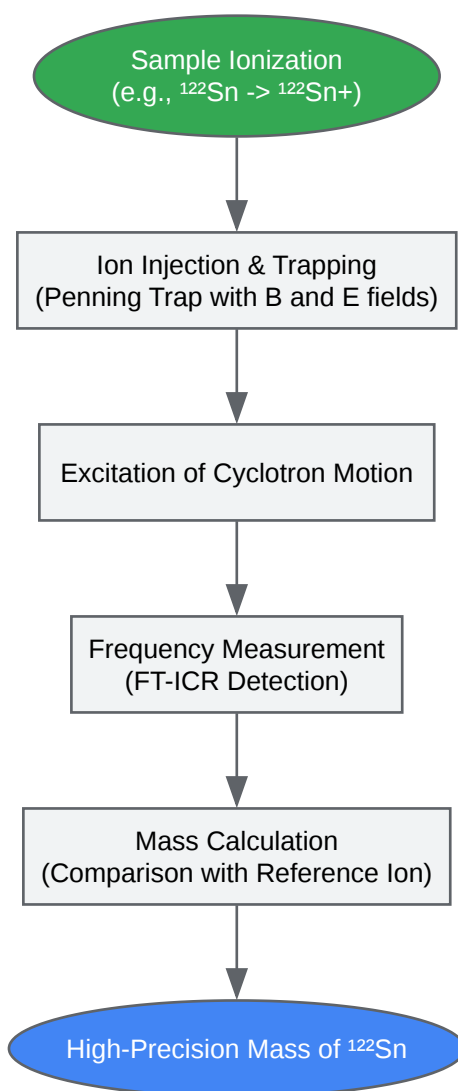 Sample Ionization
(e.g., ¹²²Sn -> ¹²²Sn+)
Ion Injection & Trapping
(Penning Trap with B and E fields)
Excitation of Cyclotron Motion
Frequency Measurement
(FT-ICR Detection)
Mass Calculation
(Comparison with Reference Ion)
High-Precision Mass of ¹²²Sn